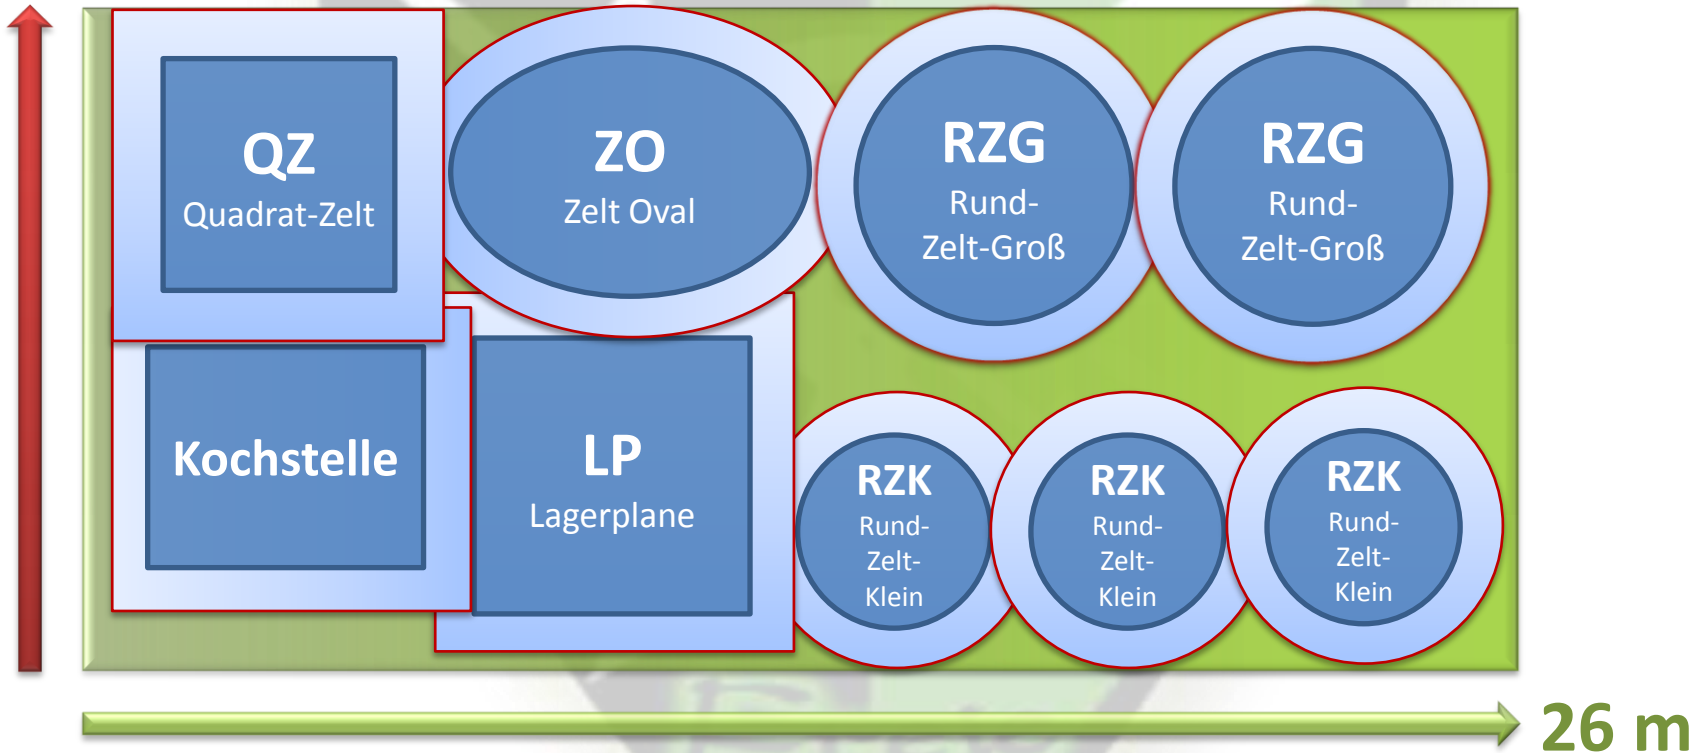 QZ
Quadrat-Zelt
ZO
Zelt Oval
RZG
Rund-
Zelt-Groß
RZG
Rund-
Zelt-Groß
Kochstelle
LP
Lagerplane
RZK
Rund-
Zelt-
Klein
RZK
Rund-
Zelt-
Klein
RZK
Rund-
Zelt-
Klein
26 m